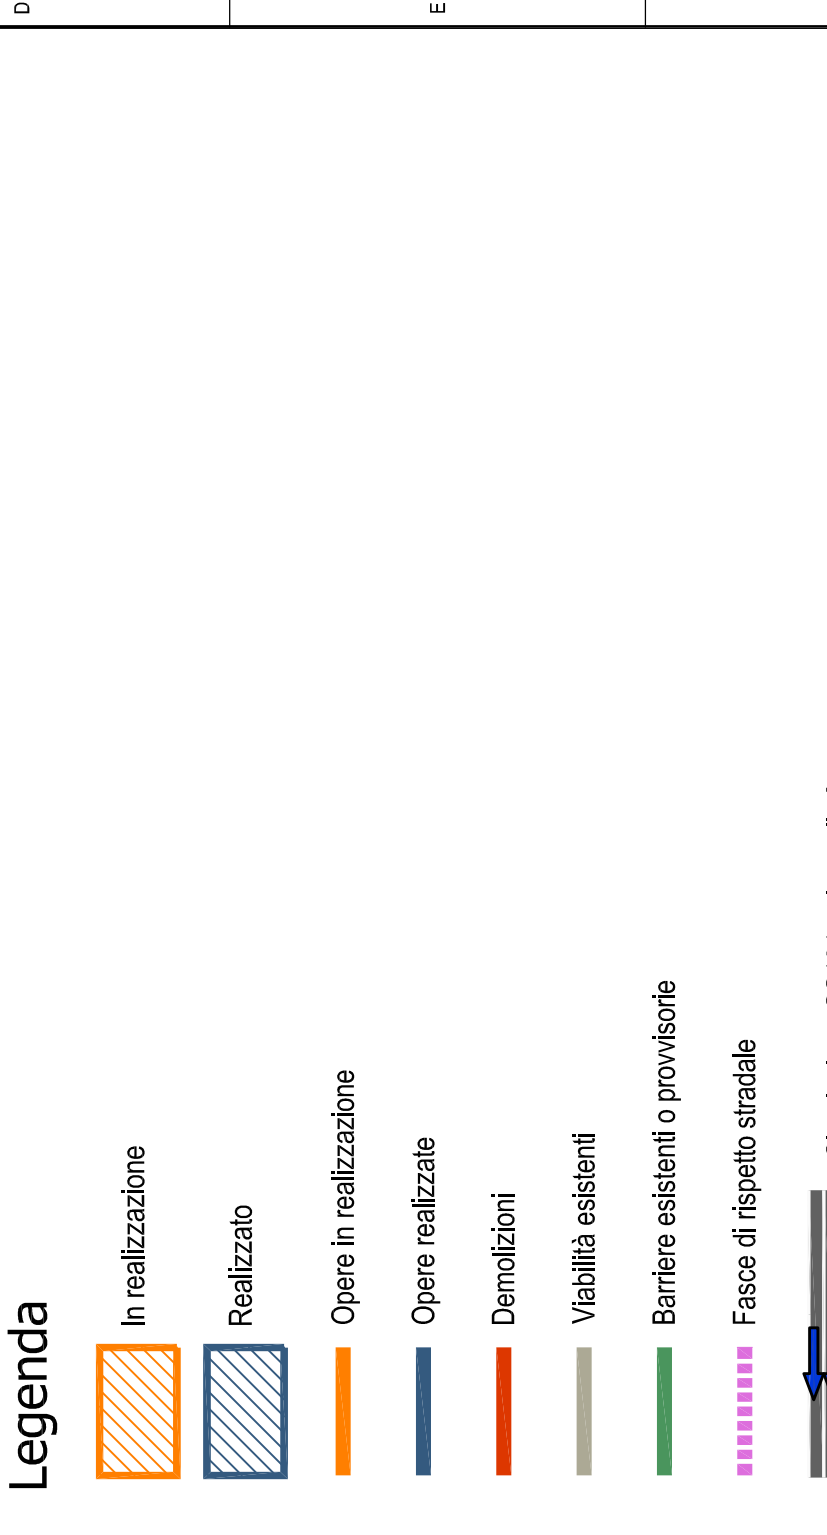 D
E
Legenda
In realizzazione
Realizzato
Opere in realizzazione
Opere realizzate
Demolizioni
Viabilità esistenti
Barriere esistenti o provvisorie
Fasce di rispetto stradale